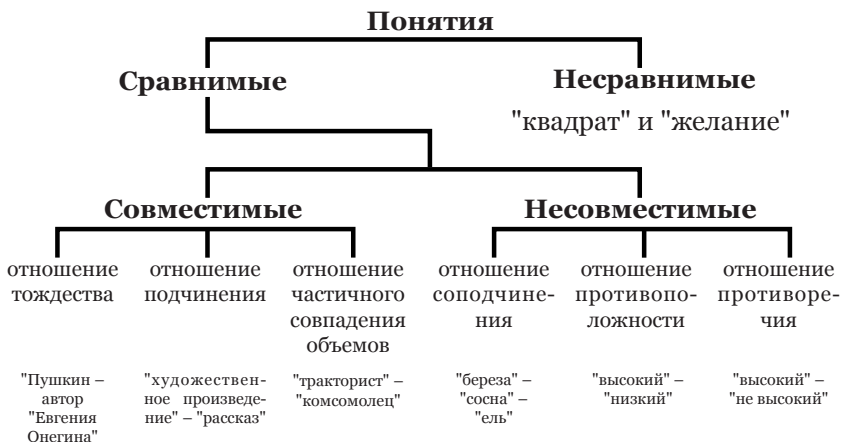 Понятия
Сравнимые
Несравнимые
"квадрат" и "желание"
Совместимые
Несовместимые
отношение
тождества
отношение
подчинения
отношение
частичного
совпадения
объемов
отношение
соподчине-
ния
отношение
противопо-
ложности
отношение
противоре-
чия
"Пушкин –
автор
"Евгения
Онегина"
"художествен-
ное произведе-
ние" – "рассказ"
"тракторист" –
"комсомолец"
"береза" –
"сосна" –
"ель"
"высокий" –
"низкий"
"высокий" –
"не высокий"